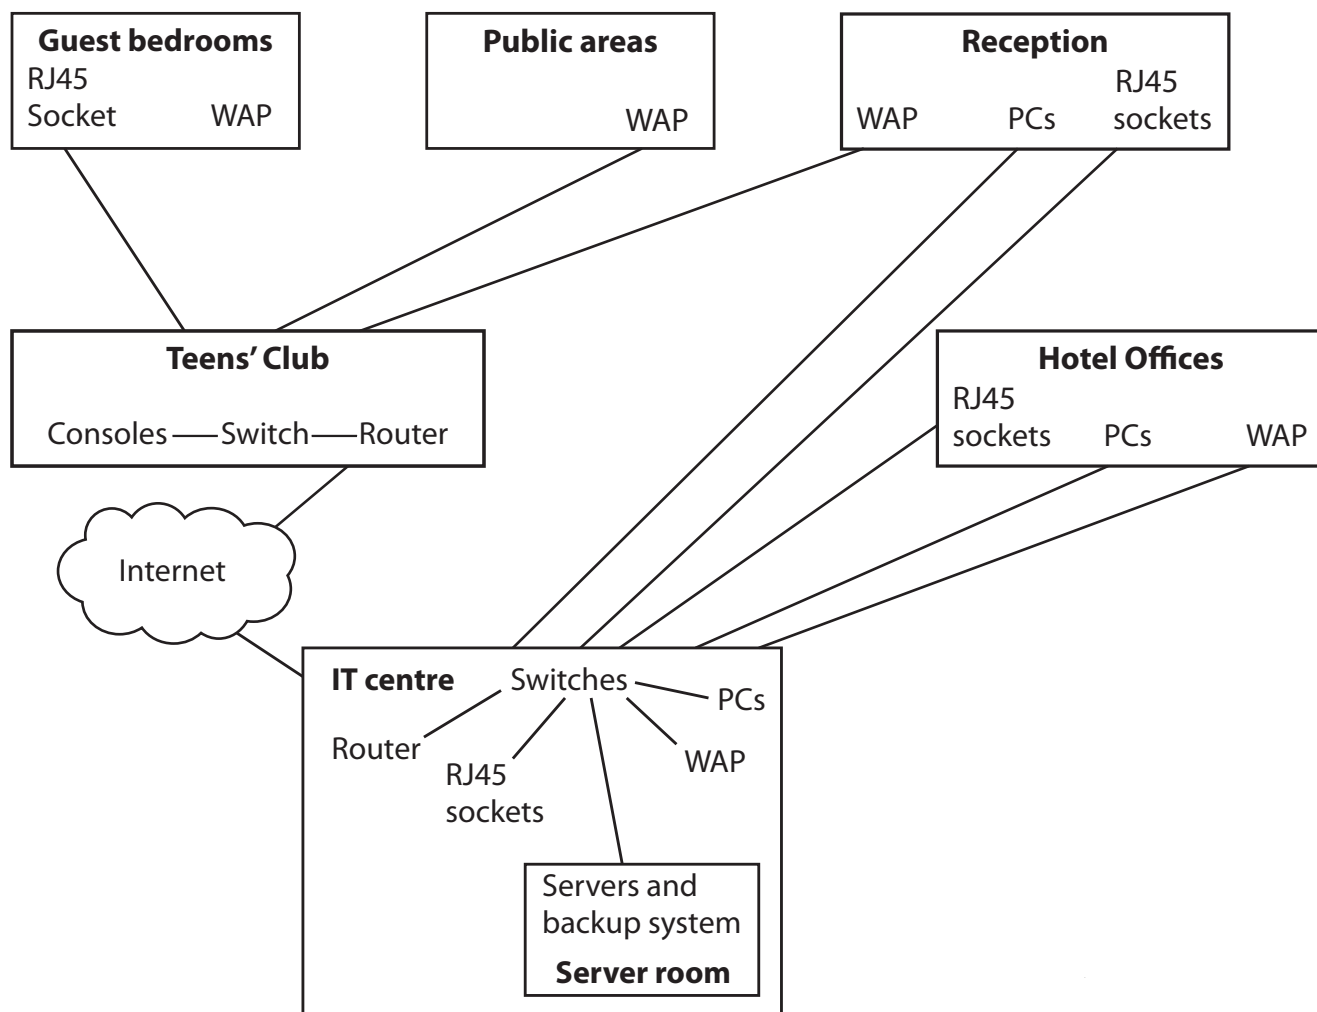 Guest bedrooms
RJ45
Socket WAP
Public areas
WAP
Reception
RJ45
WAP PCs sockets
Teens’ Club
Consoles Switch Router
Hotel Offices
RJ45
sockets PCs WAP
Internet
IT centre Switches
PCs
Router
WAP
RJ45
sockets
Servers and
backup system
Server room